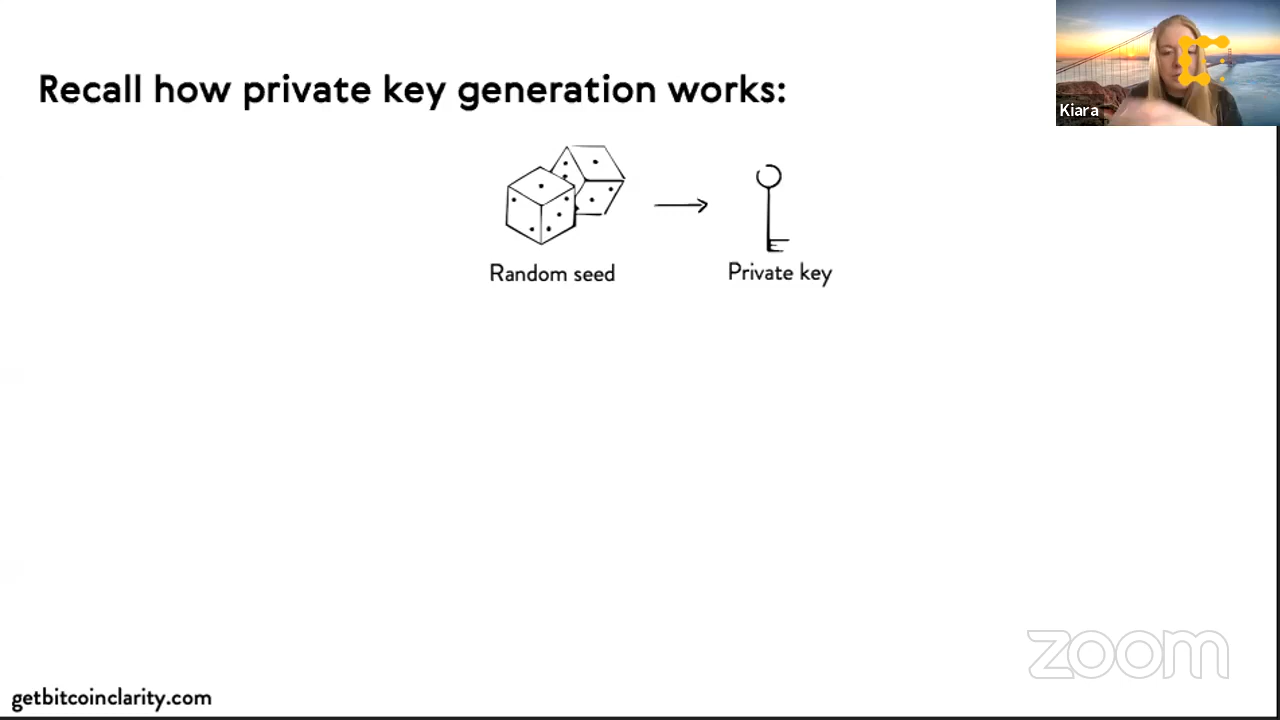 Recall how private key generation works:
Kiara
Random seed
Private key
zoom
getbitcoinclarity.com